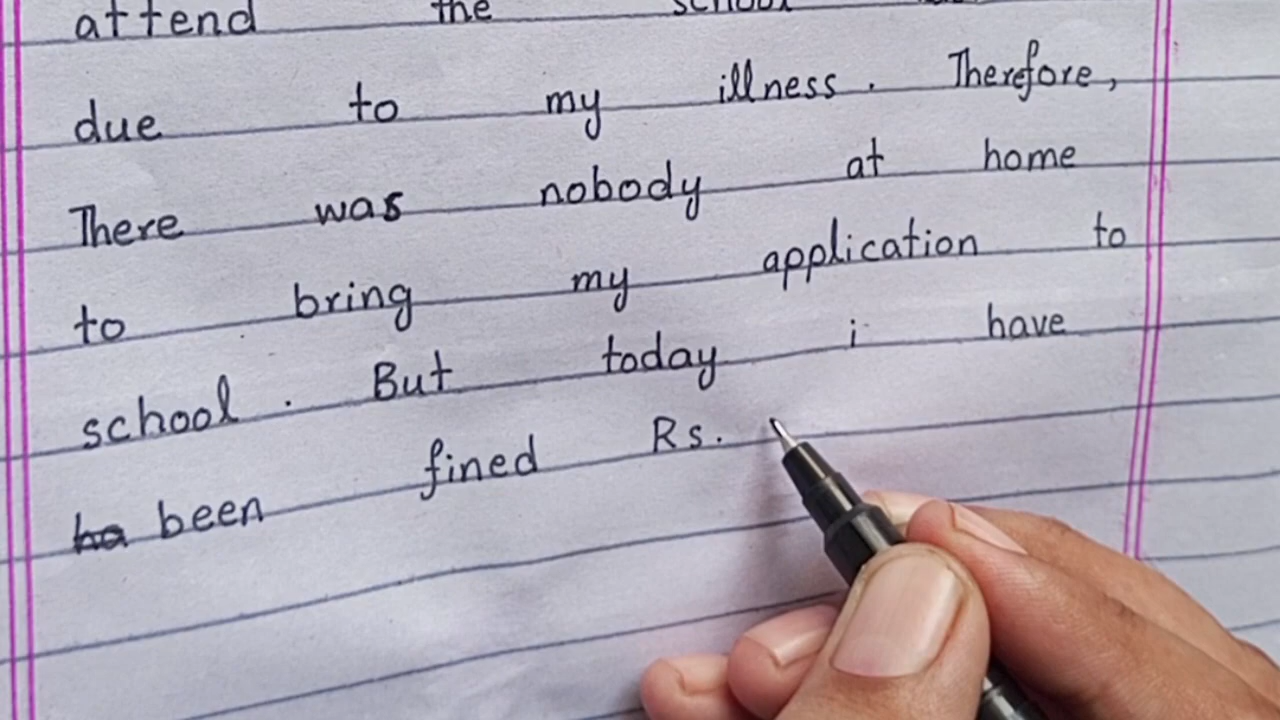 attend the school
due to my illness. Therefore,
There was nobody at home
to bring my application to
school. But today i have
ha been fined Rs.